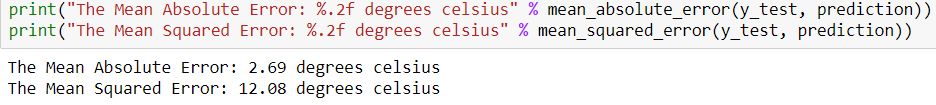 print("The Mean Absolute Error: %.2f degrees celsius" % mean_absolute_error(y_test, prediction))
print("The Mean Squared Error: %.2f degrees celsius" % mean_squared_error(y_test, prediction))
The Mean Absolute Error: 2.69 degrees celsius
The Mean Squared Error: 12.08 degrees celsius